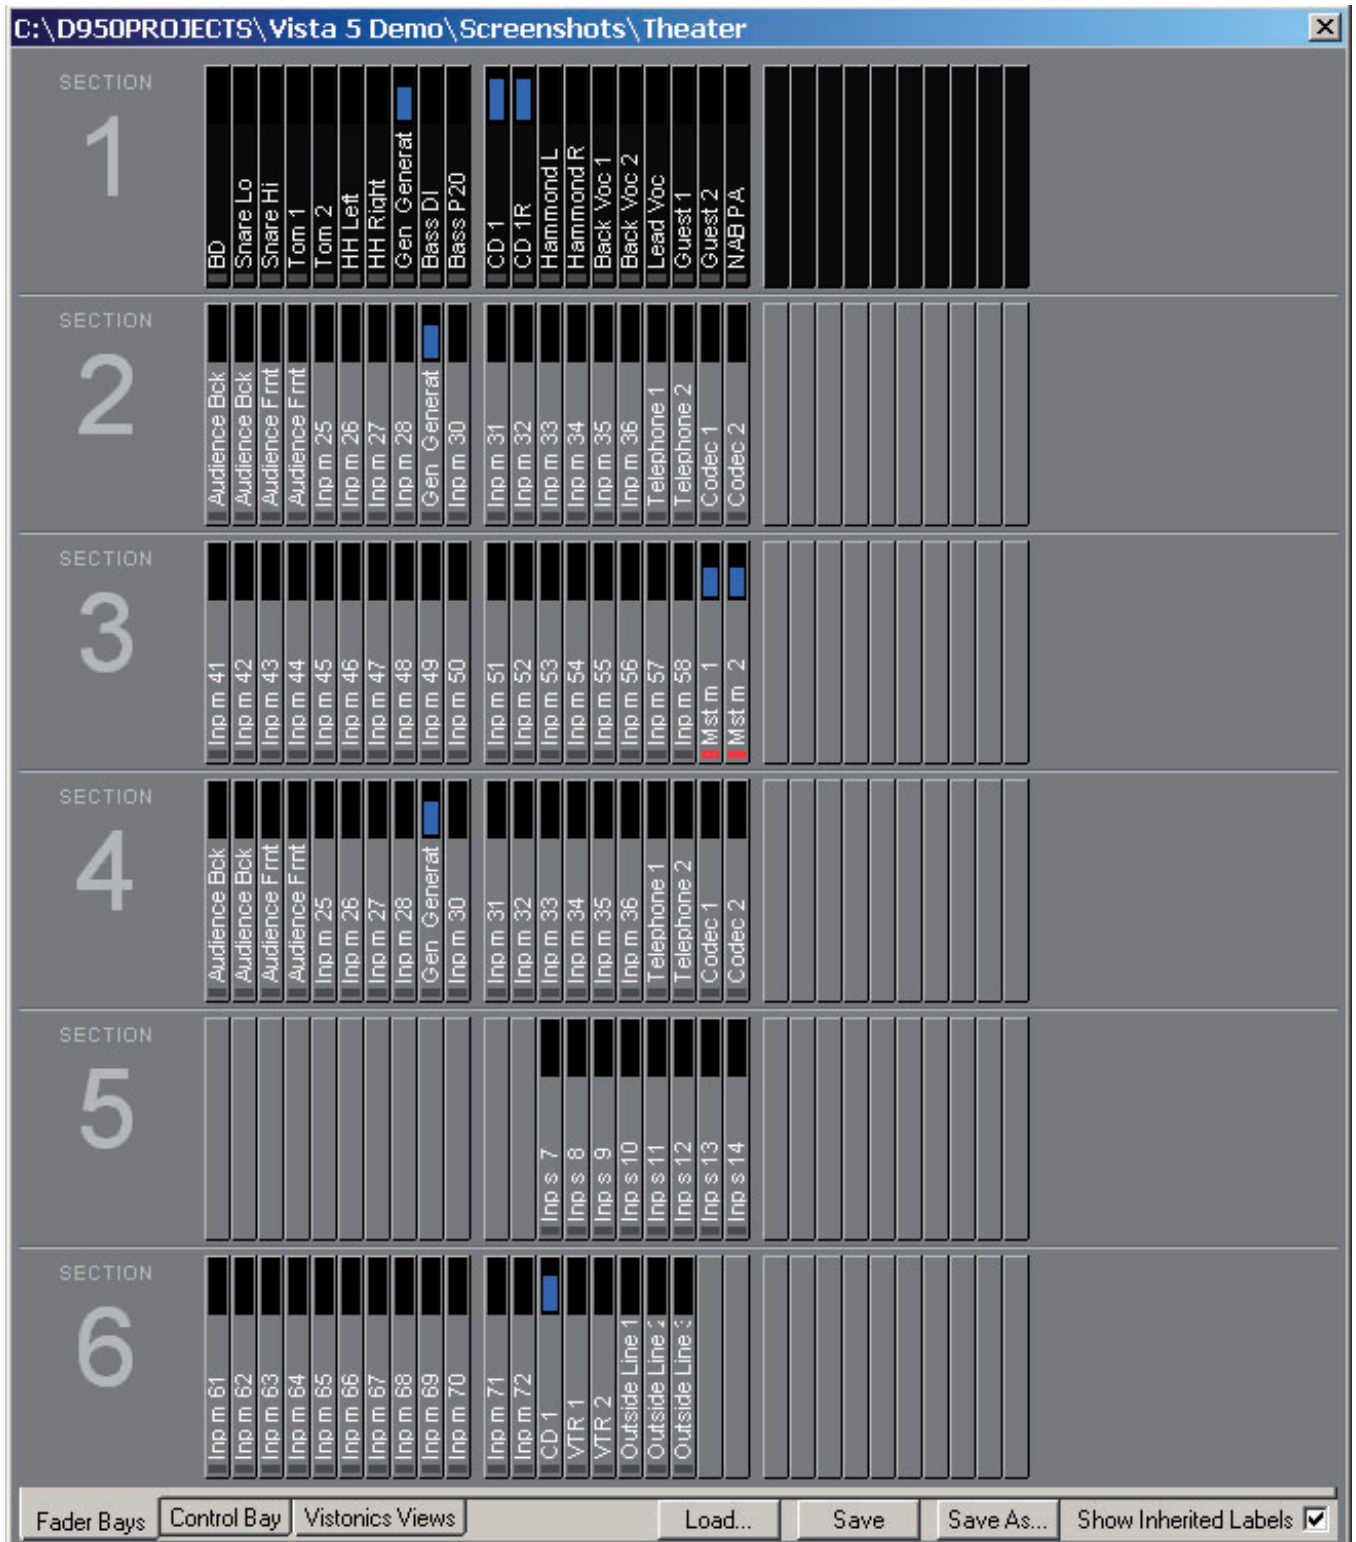 C:\D950PROJECTS\Vista 5 Demo\Screenshots\Theater
SECTION
1
BD
Snare Lo
Snare Hi
Tom 1
Tom 2
HH Left
HH Right
Gen Generat
Bass DI
Bass P20
CD 1
CD 1R
Hammond L
Hammond R
Back Voc 1
Back Voc 2
Lead Voc
Guest 1
Guest 2
NAB PA
SECTION
2
Audience Bck
Audience Bck
Audience Frnt
Audience Frnt
Inp m 25
Inp m 26
Inp m 27
Inp m 28
Gen Generat
Inp m 30
Inp m 31
Inp m 32
Inp m 33
Inp m 34
Inp m 35
Inp m 36
Telephone 1
Telephone 2
Codec 1
Codec 2
SECTION
3
Inp m 41
Inp m 42
Inp m 43
Inp m 44
Inp m 45
Inp m 46
Inp m 47
Inp m 48
Inp m 49
Inp m 50
Inp m 51
Inp m 52
Inp m 53
Inp m 54
Inp m 55
Inp m 56
Inp m 57
Inp m 58
Mst m 1
Mst m 2
SECTION
4
Audience Bck
Audience Bck
Audience Frnt
Audience Frnt
Inp m 25
Inp m 26
Inp m 27
Inp m 28
Gen Generat
Inp m 30
Inp m 31
Inp m 32
Inp m 33
Inp m 34
Inp m 35
Inp m 36
Telephone 1
Telephone 2
Codec 1
Codec 2
SECTION
5
Inp s 7
Inp s 8
Inp s 9
Inp s 10
Inp s 11
Inp s 12
Inp s 13
Inp s 14
SECTION
6
Inp m 61
Inp m 62
Inp m 63
Inp m 64
Inp m 65
Inp m 66
Inp m 67
Inp m 68
Inp m 69
Inp m 70
Inp m 71
Inp m 72
CD 1
VTR 1
VTR 2
Outside Line 1
Outside Line 2
Outside Line 3
Fader Bays Control Bay Vistonics Views Load... Save Save As... Show Inherited Labels